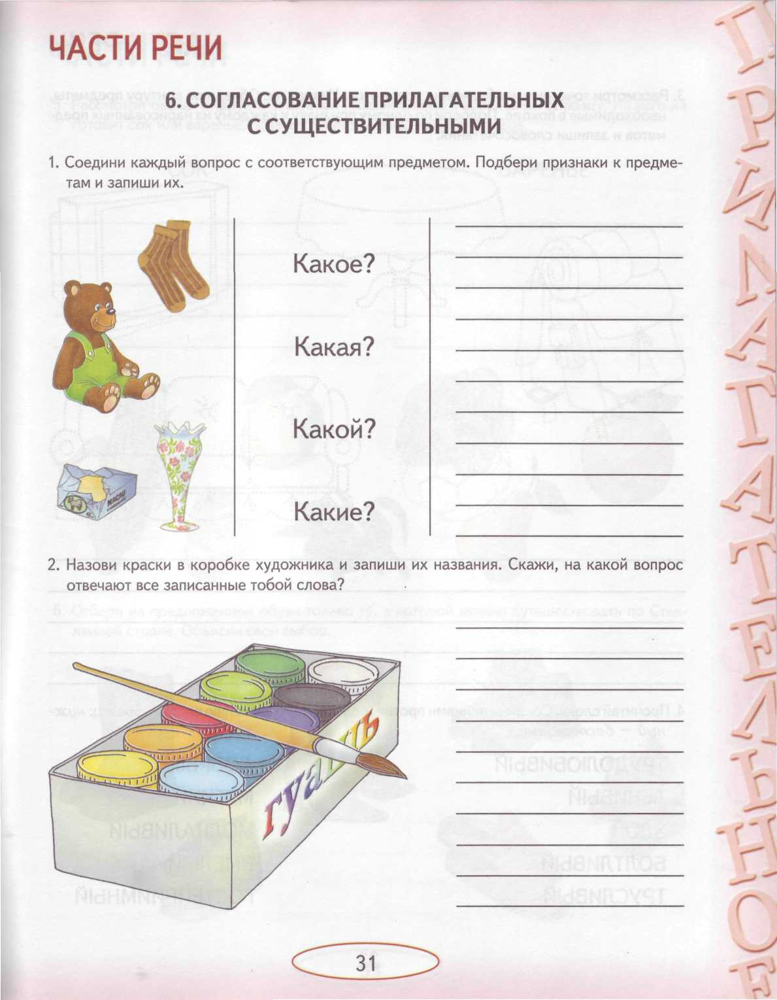 ЧАСТИ РЕЧИ
6. СОГЛАСОВАНИЕ ПРИЛАГАТЕЛЬНЫХ
С СУЩЕСТВИТЕЛЬНЫМИ
1. Соедини каждый вопрос с соответствующим предметом. Подбери признаки к предме-
там и запиши их.
Какое?
Какая?
Какой?
Какие?
МАСЛО
2. Назови краски в коробке художника и запиши их названия. Скажи, на какой вопрос
отвечают все записанные тобой слова?
гуашь
31
ПРИЛАГАТЕЛЬНОЕ